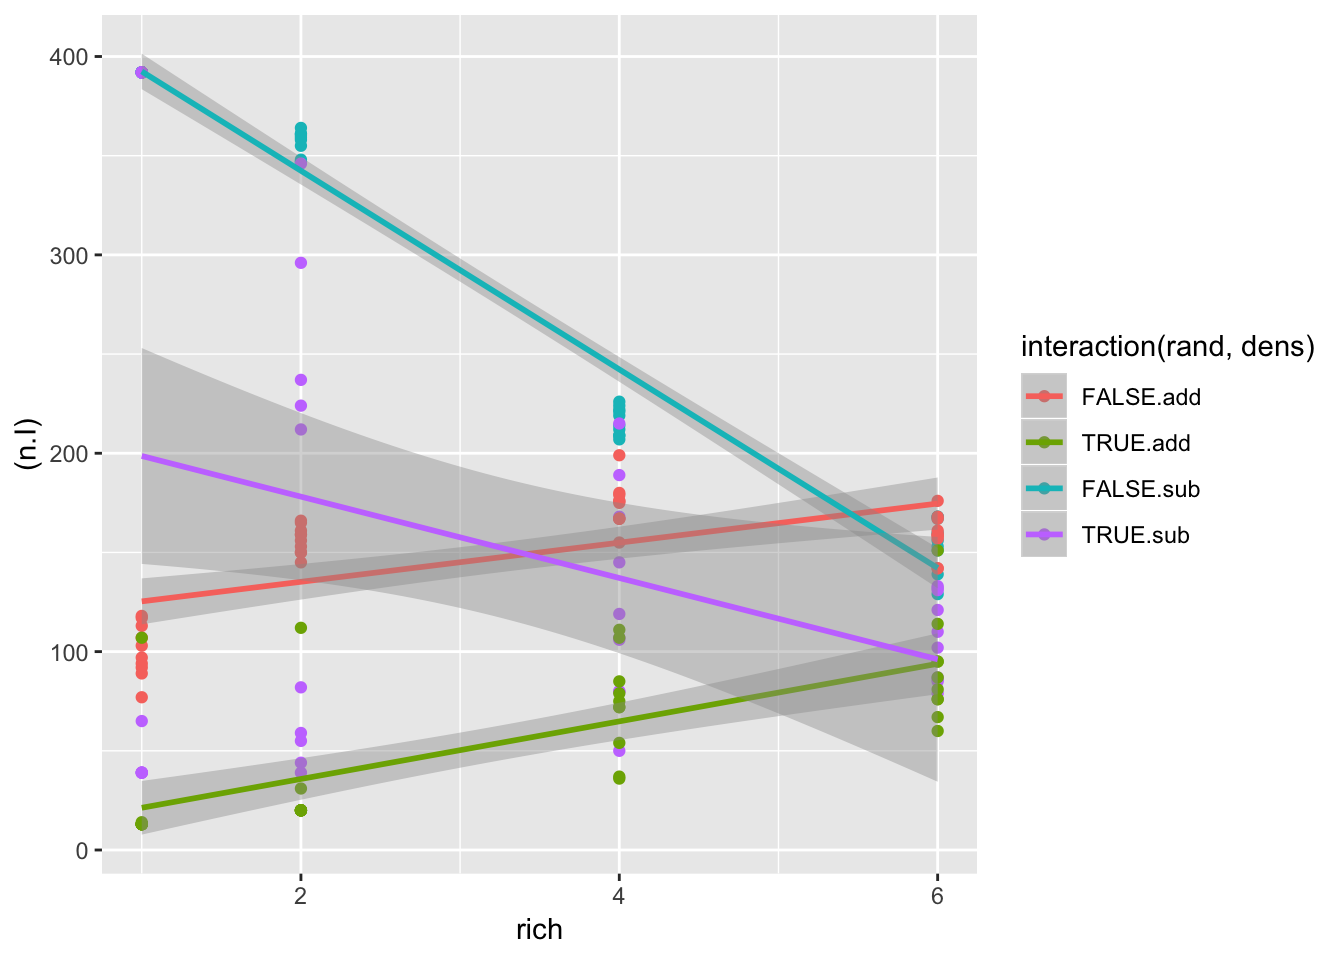 400
300
200
100
0
(n.I)
2
4
6
rich
interaction(rand, dens)
FALSE.add
TRUE.add
FALSE.sub
TRUE.sub